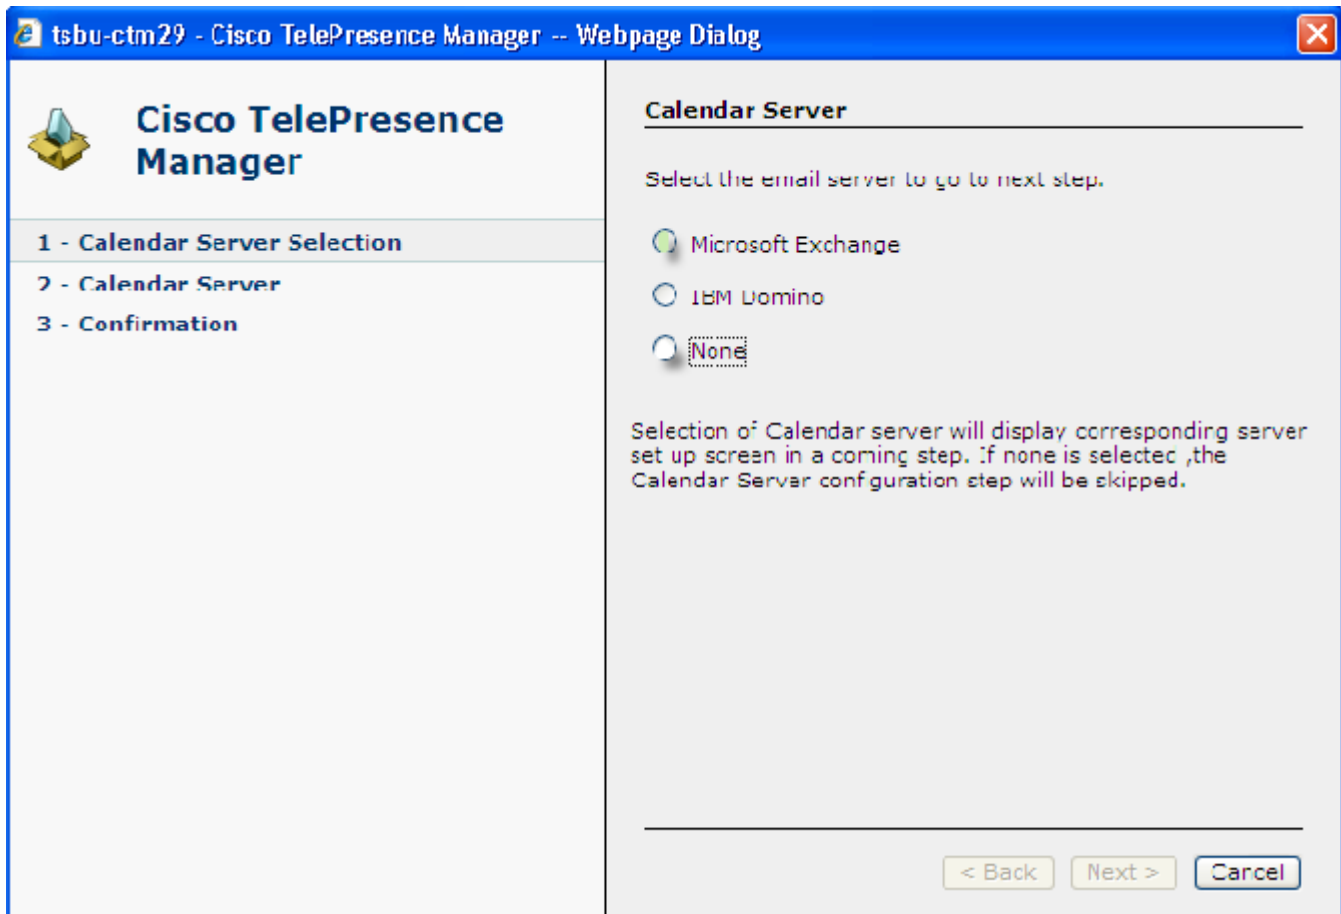 tsbu-ctm29 - Cisco TelePresence Manager -- Webpage Dialog
Cisco TelePresence
Manager
1 - Calendar Server Selection
2 - Calendar Server
3 - Confirmation
Calendar Server
Select the email server to go to next step.
Microsoft Exchange
IBM Domino
None
Selection of Calendar server will display corresponding server
set up screen in a coming step. If none is selected ,the
Calendar Server configuration step will be skipped.
< Back
Next >
Cancel